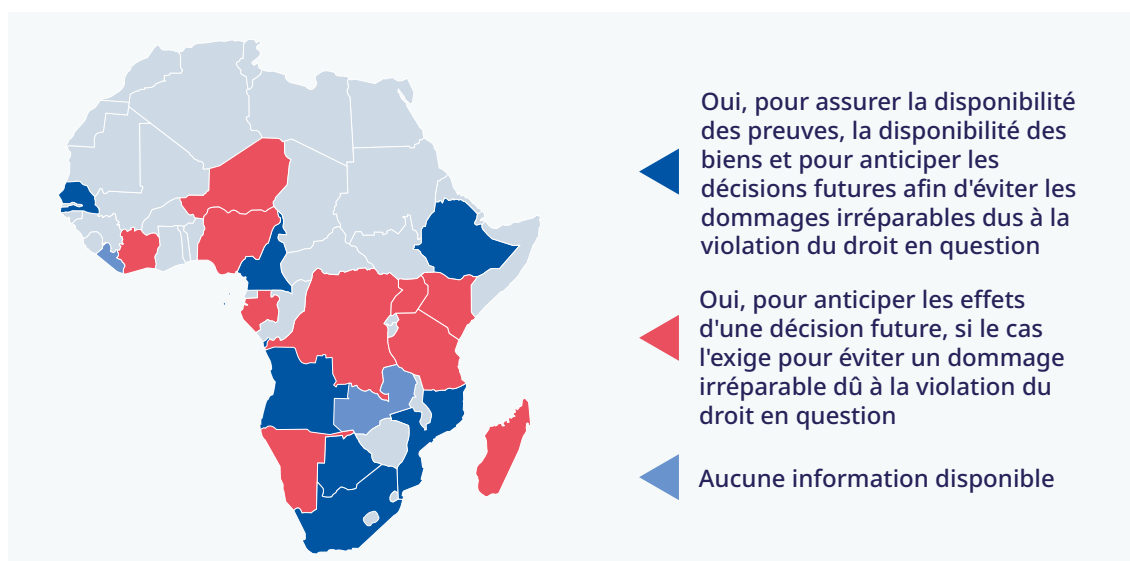 Oui, pour assurer la disponibilité
des preuves, la disponibilité des
biens et pour anticiper les
décisions futures afin d'éviter les
dommages irréparables dus à la
violation du droit en question
Oui, pour anticiper les effets
d'une décision future, si le cas
l'exige pour éviter un dommage
irréparable dû à la violation du
droit en question
Aucune information disponible